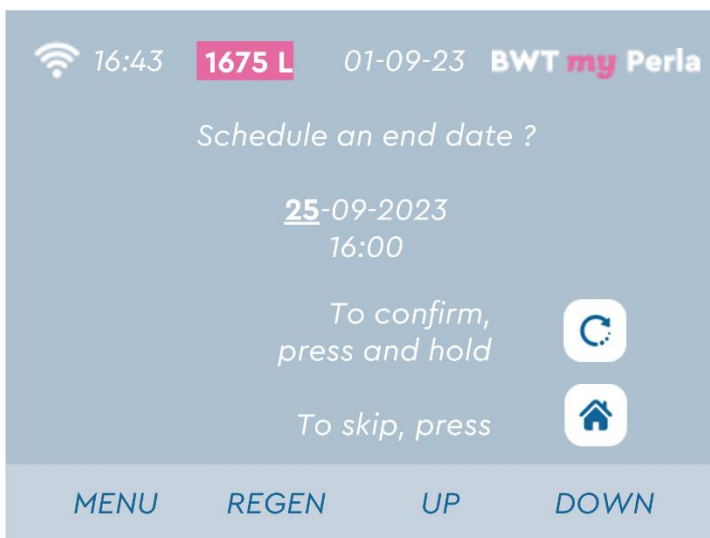 16:43 1675 L 01-09-23 BWT my Perla
Schedule an end date ?
25-09-2023
16:00
To confirm,
press and hold
To skip, press
MENU REGEN UP DOWN